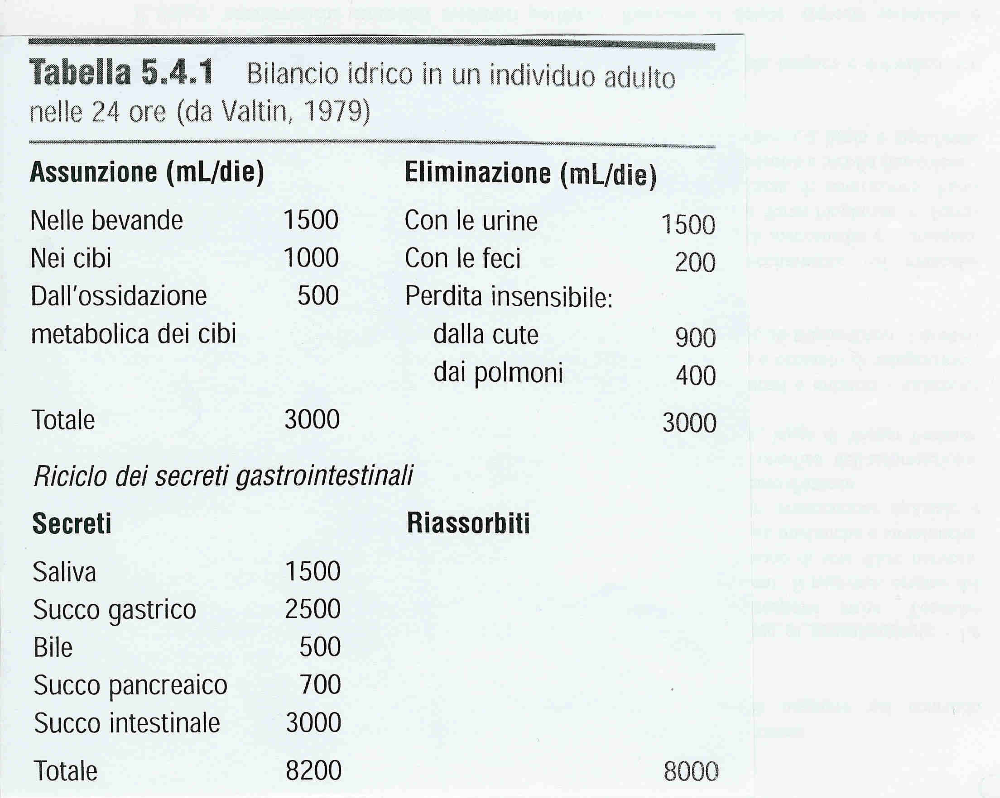 Tabella 5.4.1 Bilancio idrico in un individuo adulto
nelle 24 ore (da Valtin, 1979)
Assunzione (mL/die) Eliminazione (mL/die)
Nelle bevande 1500 Con le urine 1500
Nei cibi 1000 Con le feci 200
Dall'ossidazione 500 Perdita insensibile:
metabolica dei cibi dalla cute 900
dai polmoni 400
Totale 3000 3000
Riciclo dei secreti gastrointestinali
Secreti Riassorbiti
Saliva 1500
Succo gastrico 2500
Bile 500
Succo pancreaico 700
Succo intestinale 3000
Totale 8200 8000